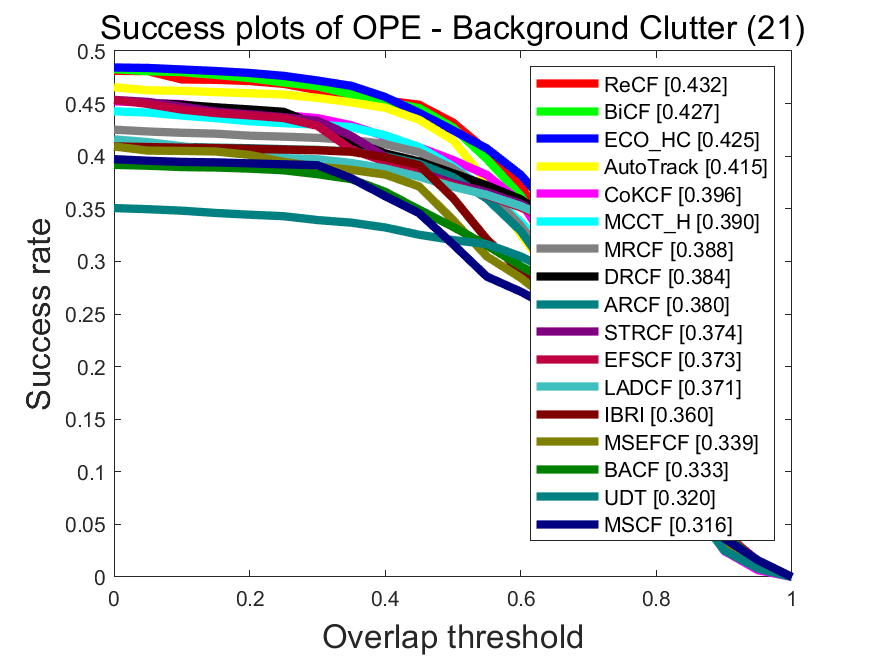 Success plots of OPE - Background Clutter (21)
0.5
0.45
0.4
0.35
0.3
0.25
0.2
0.15
0.1
0.05
0
Success rate
ReCF [0.432]
BiCF [0.427]
ECO_HC [0.425]
AutoTrack [0.415]
CoKCF [0.396]
MCCT_H [0.390]
MRCF [0.388]
DRCF [0.384]
ARCF [0.380]
STRCF [0.374]
EFSCF [0.373]
LADCF [0.371]
IBRI [0.360]
MSEFCF [0.339]
BACF [0.333]
UDT [0.320]
MSCF [0.316]
0 0.2 0.4 0.6 0.8 1
Overlap threshold